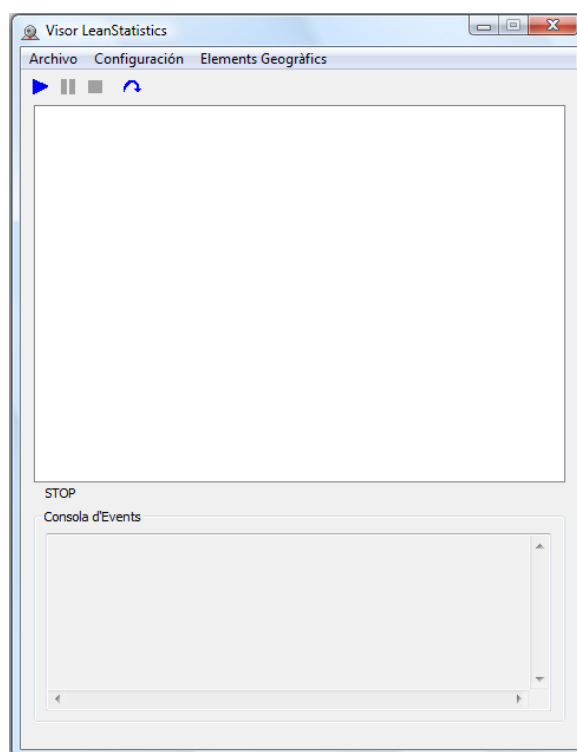 Visor LeanStatistics
Archivo Configuración Elements Geogràfics
STOP
Consola d'Events